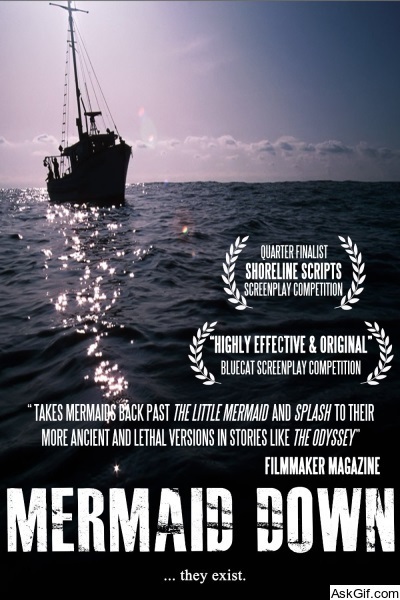 QUARTER FINALIST
SHORELINE SCRIPTS
SCREENPLAY COMPETITION
"HIGHLY EFFECTIVE & ORIGINAL"
BLUECAT SCREENPLAY COMPETITION
"TAKES MERMAIDS BACK PAST THE LITTLE MERMAID AND SPLASH TO THEIR
MORE ANCIENT AND LETHAL VERSIONS IN STORIES LIKE THE ODYSSEY"
FILMMAKER MAGAZINE
MERMAID DOWN
... they exist.
AskGif.com